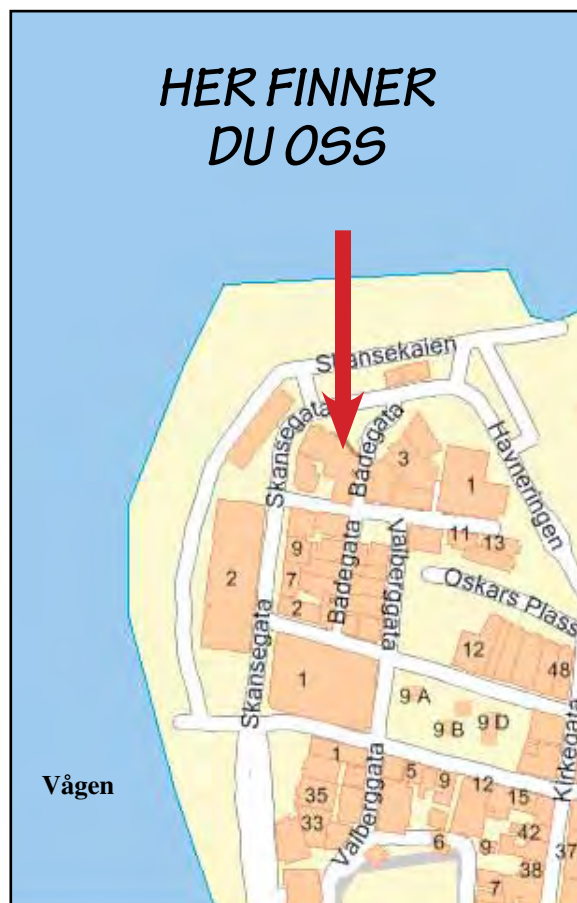 HER FINNER
DU OSS
Skansekaien
Skansegata
Bådegata
3
1
Havneringen
11
13
9
7
2
2
Bådegata
Valberggata
Oskars Plass
12
48
Skansegata
1
9 A
9 B
9 D
Kirkegata
Vågen
1
35
33
Valberggata
5
9
12
15
6
42
9
38
37
7